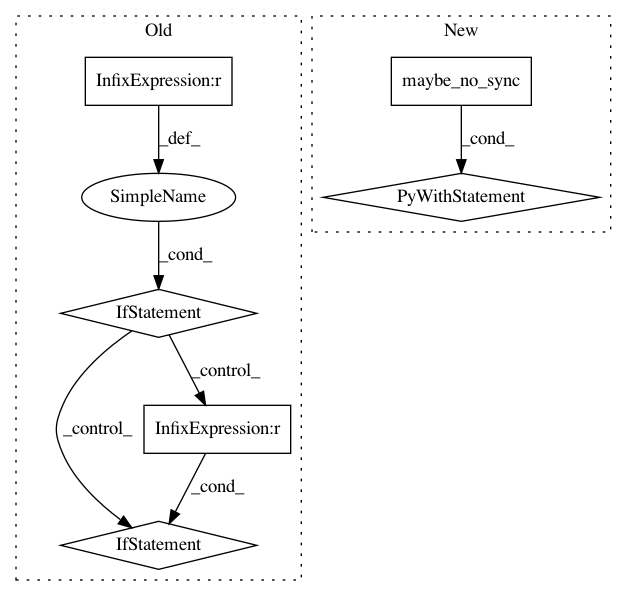 Old
InfixExpression:r
_def_
SimpleName
_cond_
IfStatement
_control_
_control_
InfixExpression:r
_cond_
IfStatement
New
maybe_no_sync
_cond_
PyWithStatement